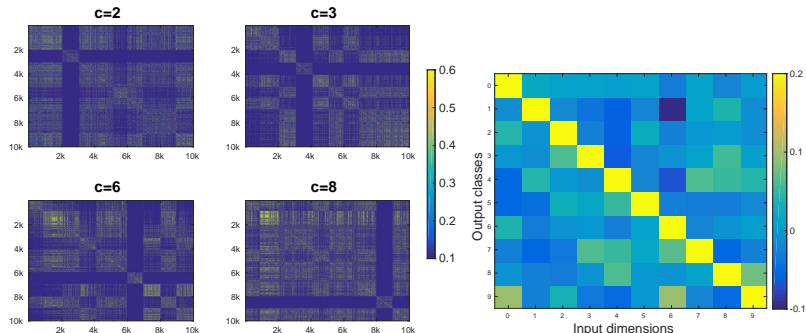 c=2
2k
4k
6k
8k
10k
2k 4k 6k 8k 10k
c=3
2k
4k
6k
8k
10k
2k 4k 6k 8k 10k
c=6
2k
4k
6k
8k
10k
2k 4k 6k 8k 10k
c=8
2k
4k
6k
8k
10k
2k 4k 6k 8k 10k
0.6
0.5
0.4
0.3
0.2
0.1
Output classes
0
1
2
3
4
5
6
7
8
9
0 1 2 3 4 5 6 7 8 9
Input dimensions
0.2
0.1
0
-0.1